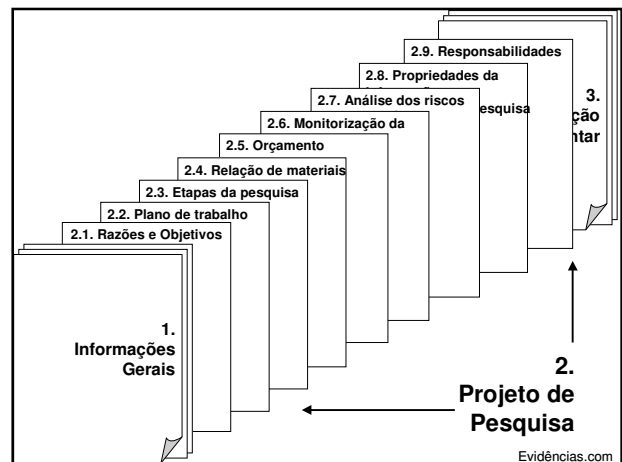 2.9. Responsabilidades
2.8. Propriedades da
esquisa
3.
ção
ntar
2.7. Análise dos riscos
2.6. Monitorização da
2.5. Orçamento
2.4. Relação de materiais
2.3. Etapas da pesquisa
2.2. Plano de trabalho
2.1. Razões e Objetivos
1.
Informações
Gerais
2.
Projeto de
Pesquisa
Evidências.com